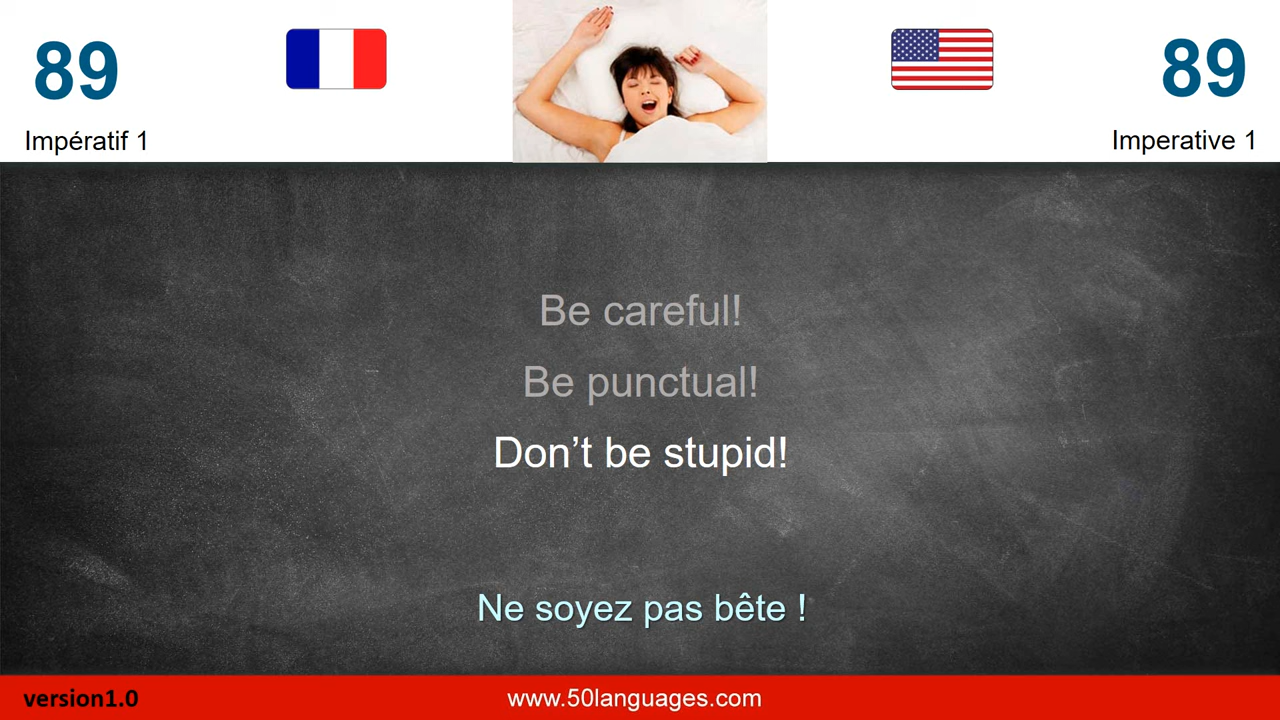 89
89
Impératif 1
Imperative 1
Be careful!
Be punctual!
Don’t be stupid!
Ne soyez pas bête !
version1.0
www.50languages.com